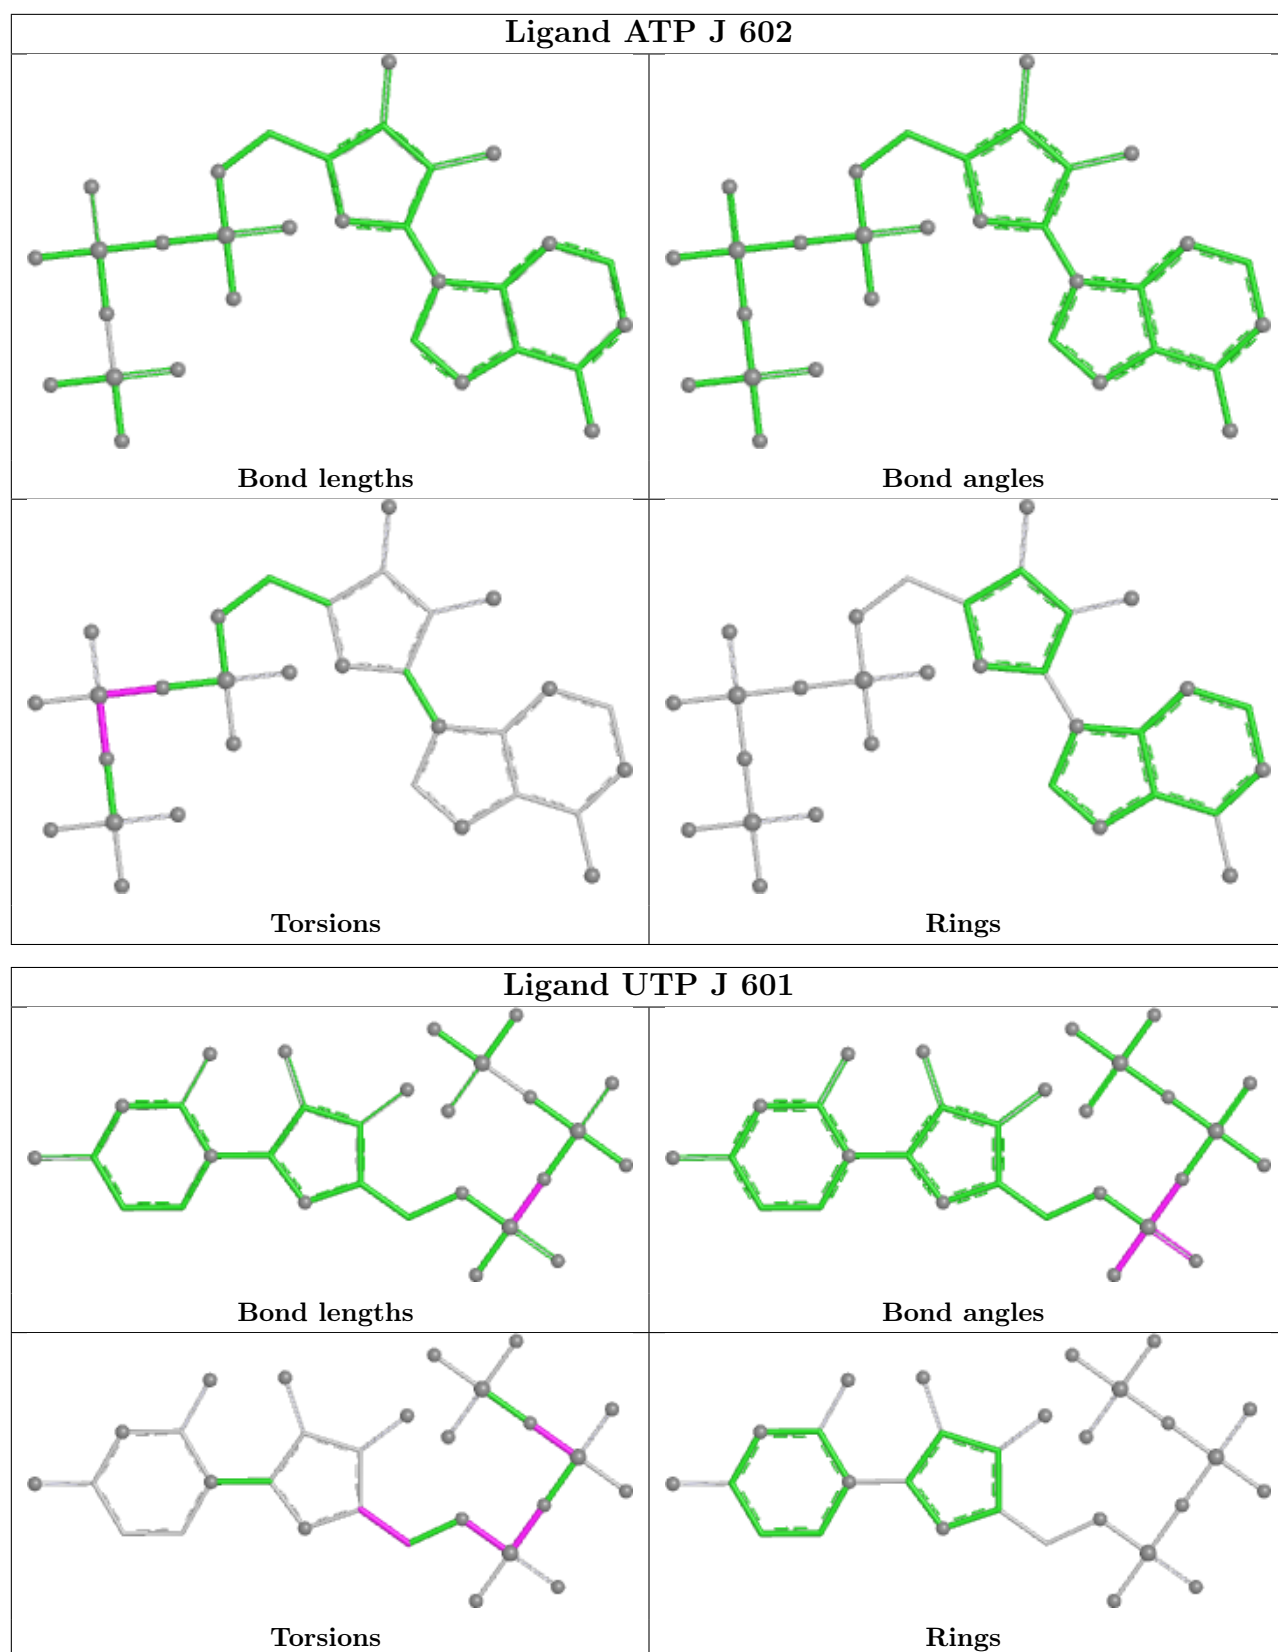 Ligand ATP J 602
Bond lengths
Bond angles
Torsions
Rings
Ligand UTP J 601
Bond lengths
Bond angles
Torsions
Rings